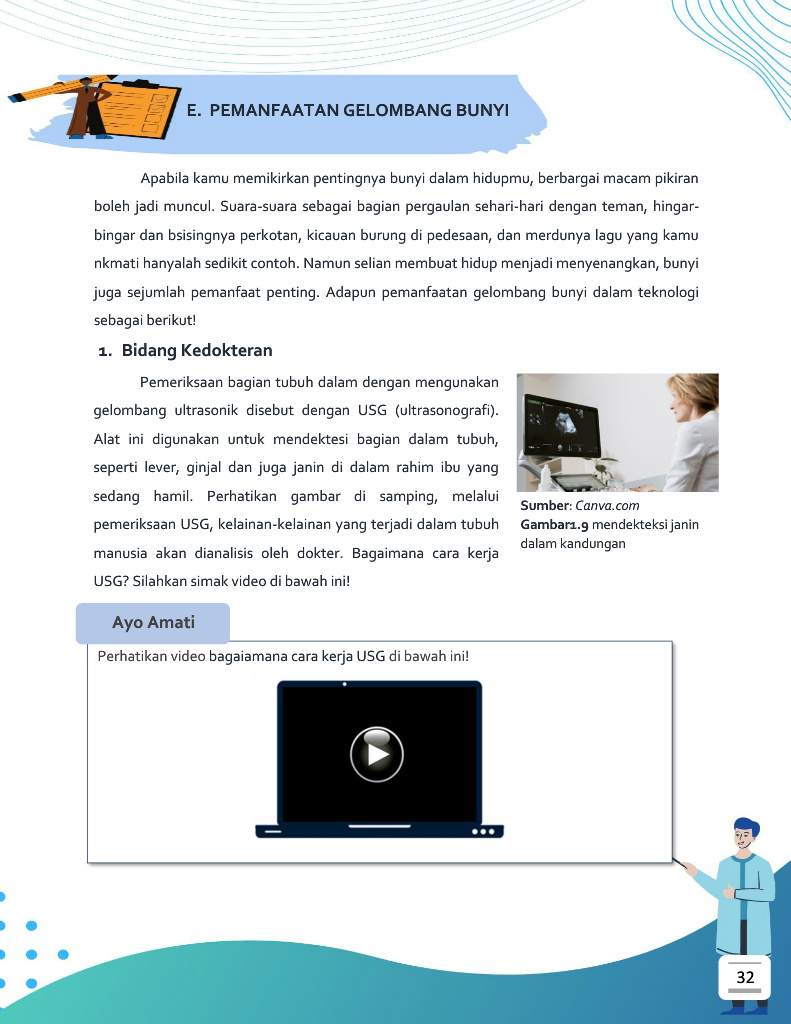 E. PEMANFAATAN GELOMBANG BUNYI
Apabila kamu memikirkan pentingnya bunyi dalam hidupmu, berbargai macam pikiran
boleh jadi muncul. Suara-suara sebagai bagian pergaulan sehari-hari dengan teman, hingar-
bingar dan bsisingnya perkotan, kicauan burung di pedesaan, dan merdunya lagu yang kamu
nkmati hanyalah sedikit contoh. Namun selian membuat hidup menjadi menyenangkan, bunyi
juga sejumlah pemanfaat penting. Adapun pemanfaatan gelombang bunyi dalam teknologi
sebagai berikut!
1. Bidang Kedokteran
Pemeriksaan bagian tubuh dalam dengan mengunakan
gelombang ultrasonik disebut dengan USG (ultrasonografi).
Alat ini digunakan untuk mendektesi bagian dalam tubuh,
seperti lever, ginjal dan juga janin di dalam rahim ibu yang
sedang hamil. Perhatikan gambar di samping, melalui
pemeriksaan USG, kelainan-kelainan yang terjadi dalam tubuh
manusia akan dianalisis oleh dokter. Bagaimana cara kerja
USG? Silahkan simak video di bawah ini!
Sumber: Canva.com
Gambar1.9 mendekteksi janin
dalam kandungan
Ayo Amati
Perhatikan video bagaiamana cara kerja USG di bawah ini!
32